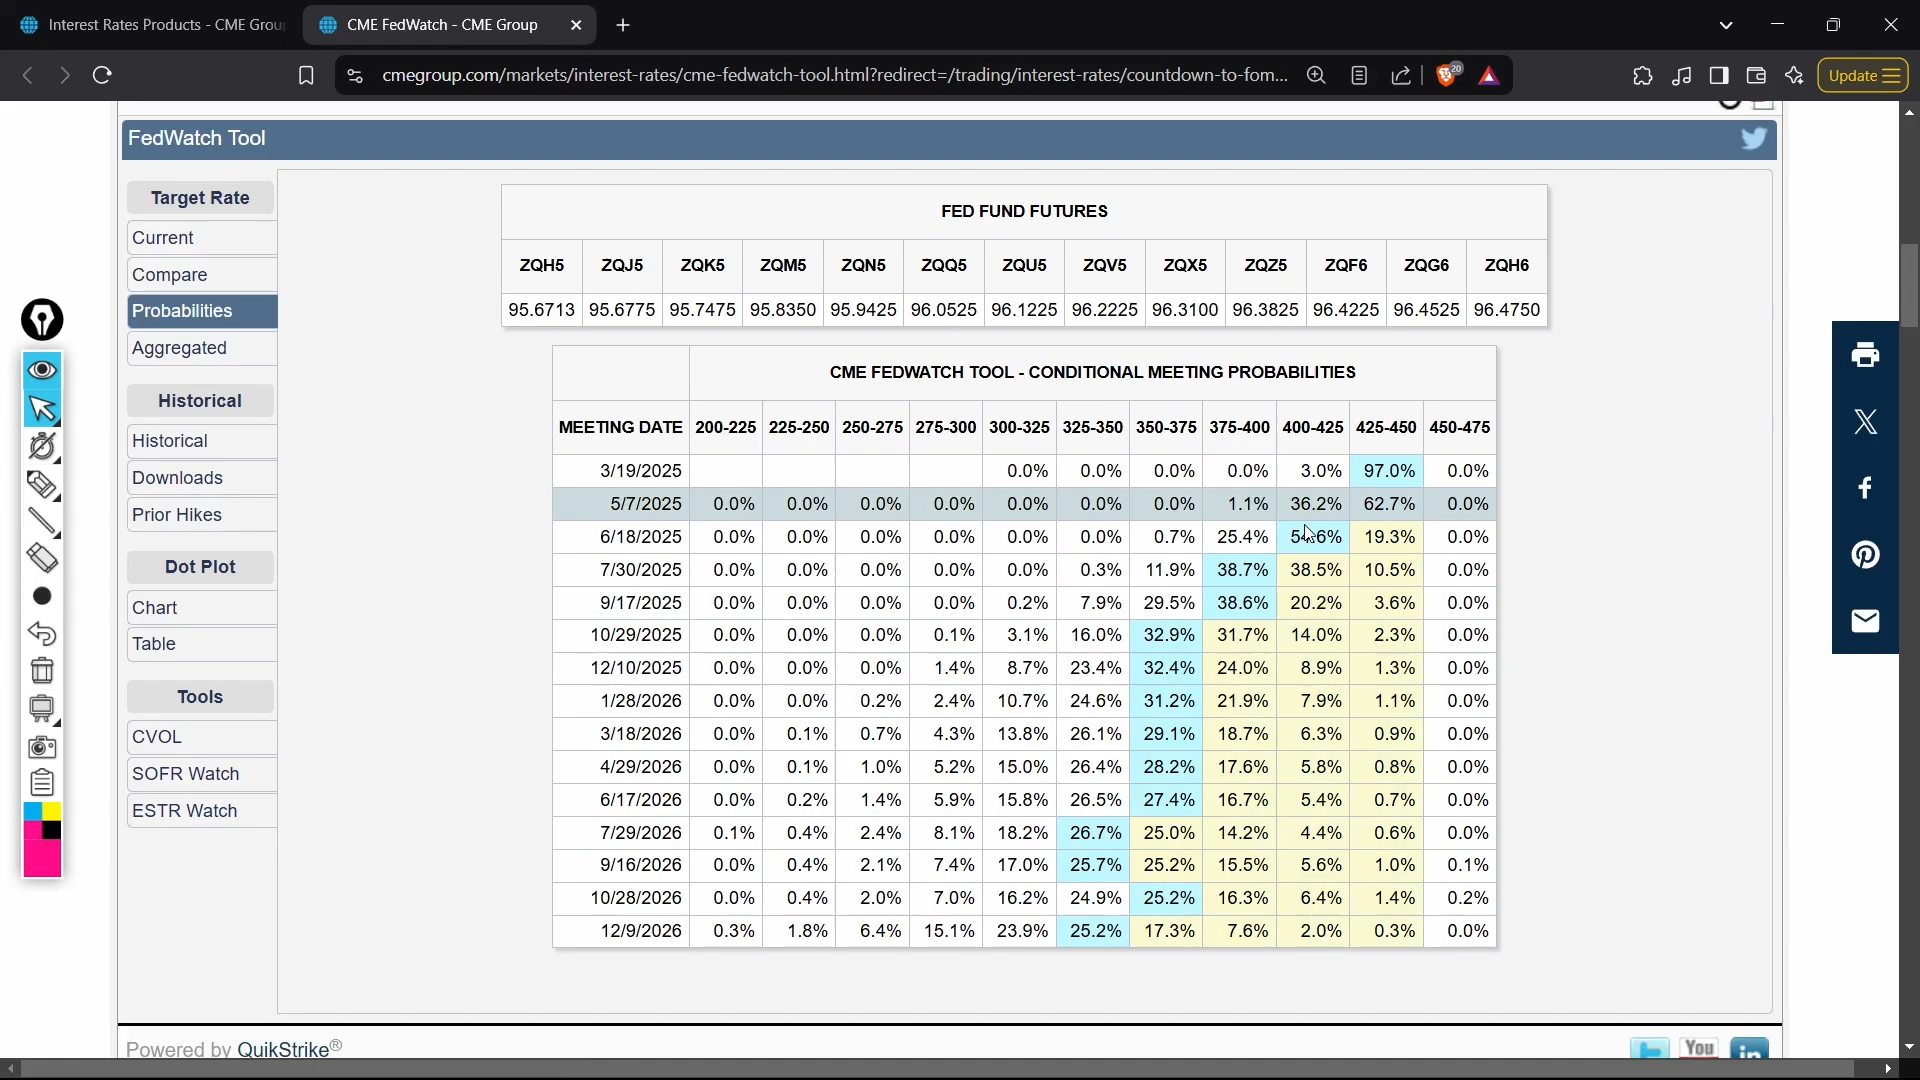 Interest Rates Products - CME Grou
CME FedWatch - CME Group
cmegroup.com/markets/interest-rates/cme-fedwatch-tool.html?redirect=/trading/interest-rates/countdown-to-fom...
20
Update
FedWatch Tool
Target Rate
Current
Compare
Probabilities
Aggregated
Historical
Historical
Downloads
Prior Hikes
Dot Plot
Chart
Table
Tools
CVOL
SOFR Watch
ESTR Watch
FED FUND FUTURES
ZQH5 ZQJ5 ZQK5 ZQM5 ZQN5 ZQQ5 ZQU5 ZQV5 ZQX5 ZQZ5 ZQF6 ZQG6 ZQH6
95.6713 95.6775 95.7475 95.8350 95.9425 96.0525 96.1225 96.2225 96.3100 96.3825 96.4225 96.4525 96.4750
CME FEDWATCH TOOL - CONDITIONAL MEETING PROBABILITIES
MEETING DATE 200-225 225-250 250-275 275-300 300-325 325-350 350-375 375-400 400-425 425-450 450-475
3/19/2025 0.0% 0.0% 0.0% 0.0% 3.0% 97.0% 0.0%
5/7/2025 0.0% 0.0% 0.0% 0.0% 0.0% 0.0% 0.0% 1.1% 36.2% 62.7% 0.0%
6/18/2025 0.0% 0.0% 0.0% 0.0% 0.0% 0.0% 0.7% 25.4% 19.3% 0.0%
7/30/2025 0.0% 0.0% 0.0% 0.0% 0.0% 0.3% 11.9% 38.7% 38.5% 10.5% 0.0%
9/17/2025 0.0% 0.0% 0.0% 0.0% 0.2% 7.9% 29.5% 38.6% 20.2% 3.6% 0.0%
10/29/2025 0.0% 0.0% 0.0% 0.1% 3.1% 16.0% 32.9% 31.7% 14.0% 2.3% 0.0%
12/10/2025 0.0% 0.0% 0.0% 1.4% 8.7% 23.4% 32.4% 24.0% 8.9% 1.3% 0.0%
1/28/2026 0.0% 0.0% 0.2% 2.4% 10.7% 24.6% 31.2% 21.9% 7.9% 1.1% 0.0%
3/18/2026 0.0% 0.1% 0.7% 4.3% 13.8% 26.1% 29.1% 18.7% 6.3% 0.9% 0.0%
4/29/2026 0.0% 0.1% 1.0% 5.2% 15.0% 26.4% 28.2% 17.6% 5.8% 0.8% 0.0%
6/17/2026 0.0% 0.2% 1.4% 5.9% 15.8% 26.5% 27.4% 16.7% 5.4% 0.7% 0.0%
7/29/2026 0.1% 0.4% 2.4% 8.1% 18.2% 26.7% 25.0% 14.2% 4.4% 0.6% 0.0%
9/16/2026 0.0% 0.4% 2.1% 7.4% 17.0% 25.7% 25.2% 15.5% 5.6% 1.0% 0.1%
10/28/2026 0.0% 0.4% 2.0% 7.0% 16.2% 24.9% 25.2% 16.3% 6.4% 1.4% 0.2%
12/9/2026 0.3% 1.8% 6.4% 15.1% 23.9% 25.2% 17.3% 7.6% 2.0% 0.3% 0.0%
Powered by QuikStrike®
You
in